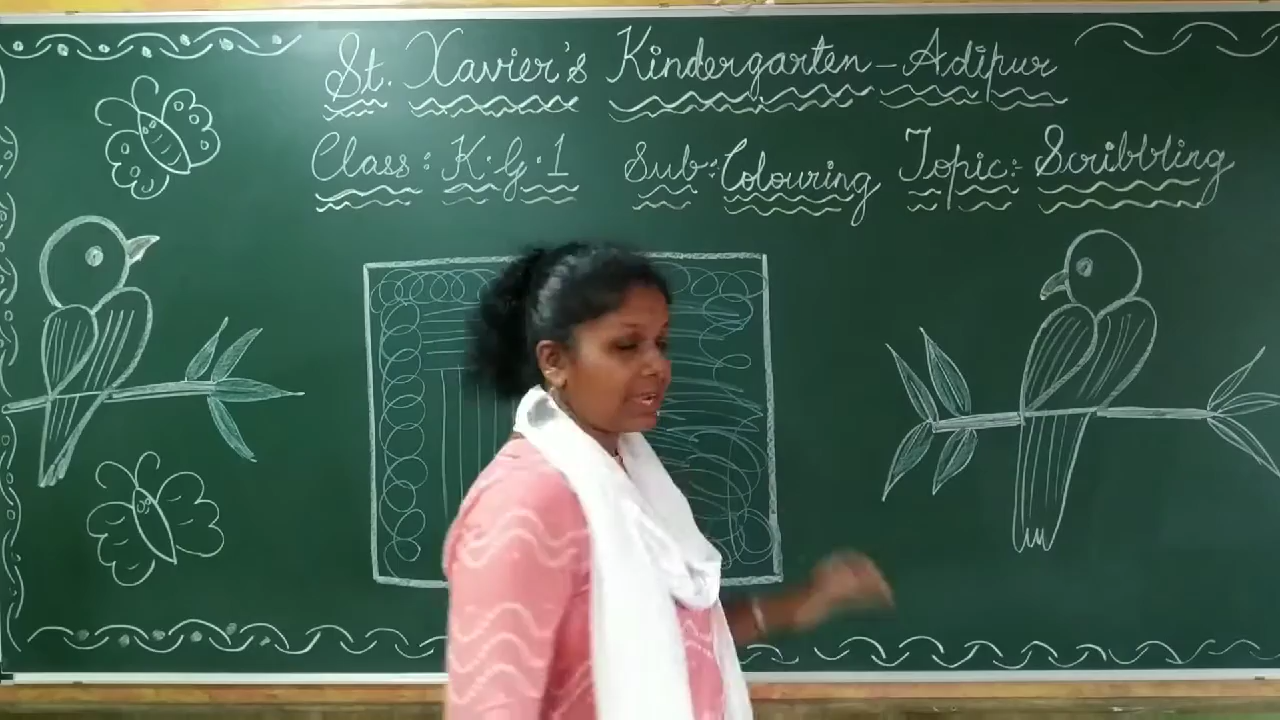 St. Xavier's Kindergarten - Adipur
Class: K.G.1 Sub: Colouring Topic: Scribbling